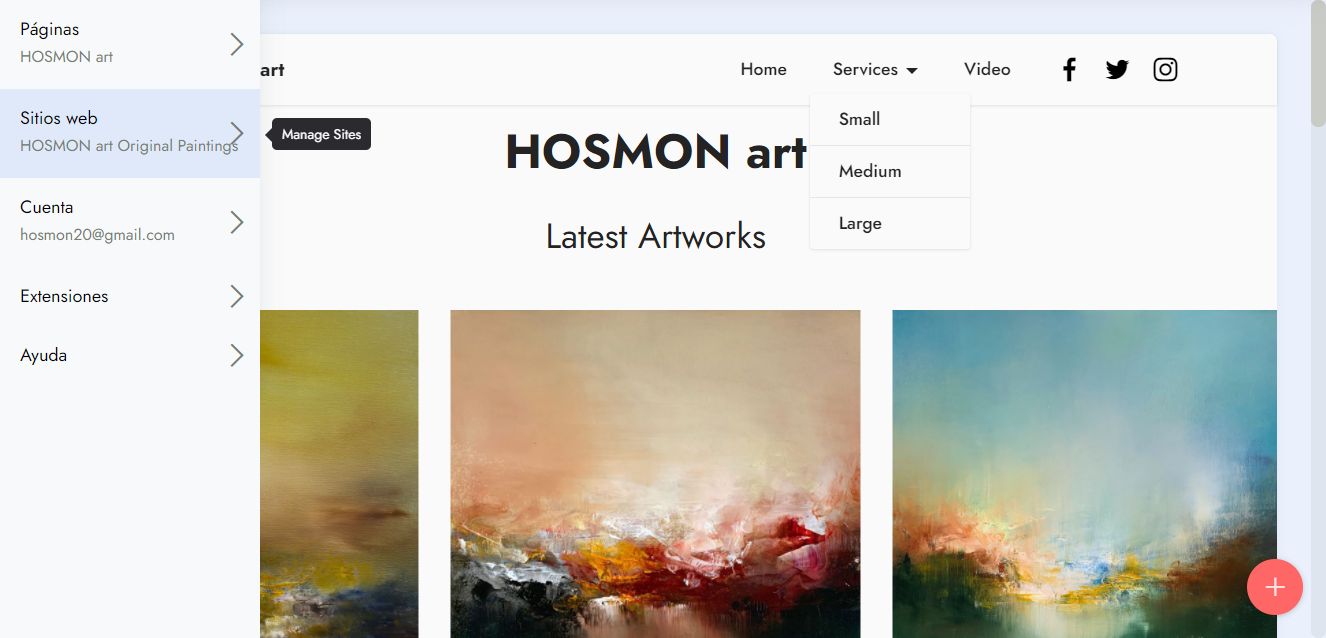 Páginas
HOSMON art
Sitios web
HOSMON art Original Paintings
Manage Sites
Cuenta
hosmon20@gmail.com
Extensiones
Ayuda
art
Home
Services
Video
Small
Medium
Large
HOSMON art
Latest Artworks